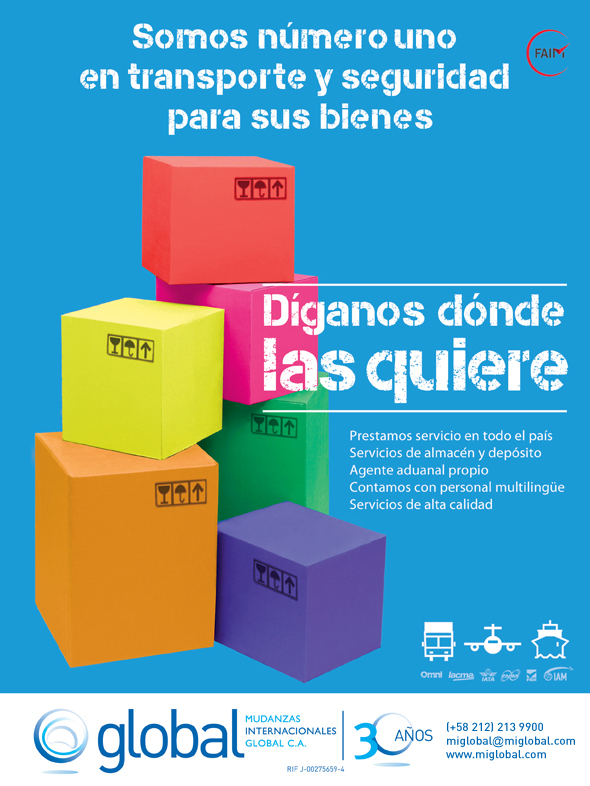 Somos número uno
en transporte y seguridad
para sus bienes
FAIM
Díganos dónde
las quiere
Prestamos servicio en todo el país
Servicios de almacén y depósito
Agente aduanal propio
Contamos con personal multilingüe
Servicios de alta calidad
Omni lacma IATA IAM
global
MUDANZAS
INTERNACIONALES
GLOBAL C.A.
RIF J-00275659-4
30 AÑOS
(+58 212) 213 9900
miglobal@miglobal.com
www.miglobal.com